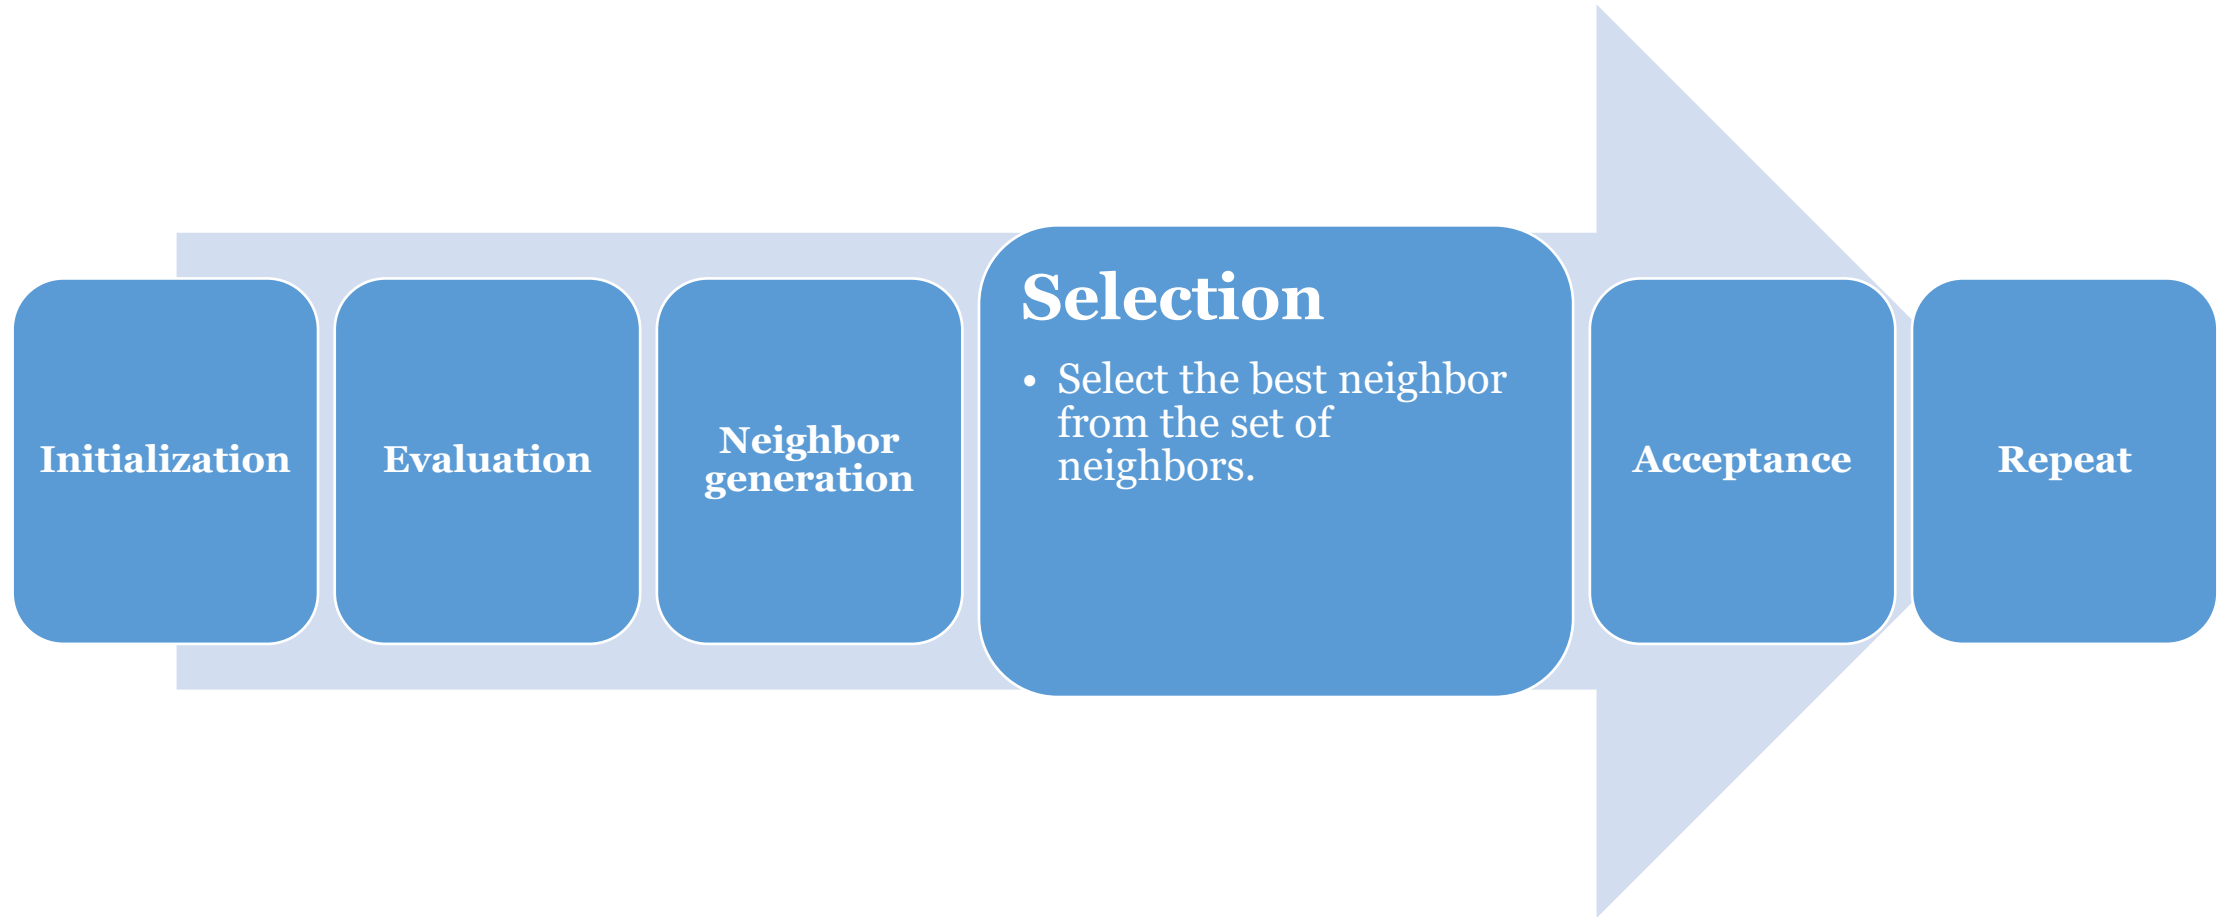 Initialization
Evaluation
Neighbor
generation
Selection
• Select the best neighbor
from the set of
neighbors.
Acceptance
Repeat